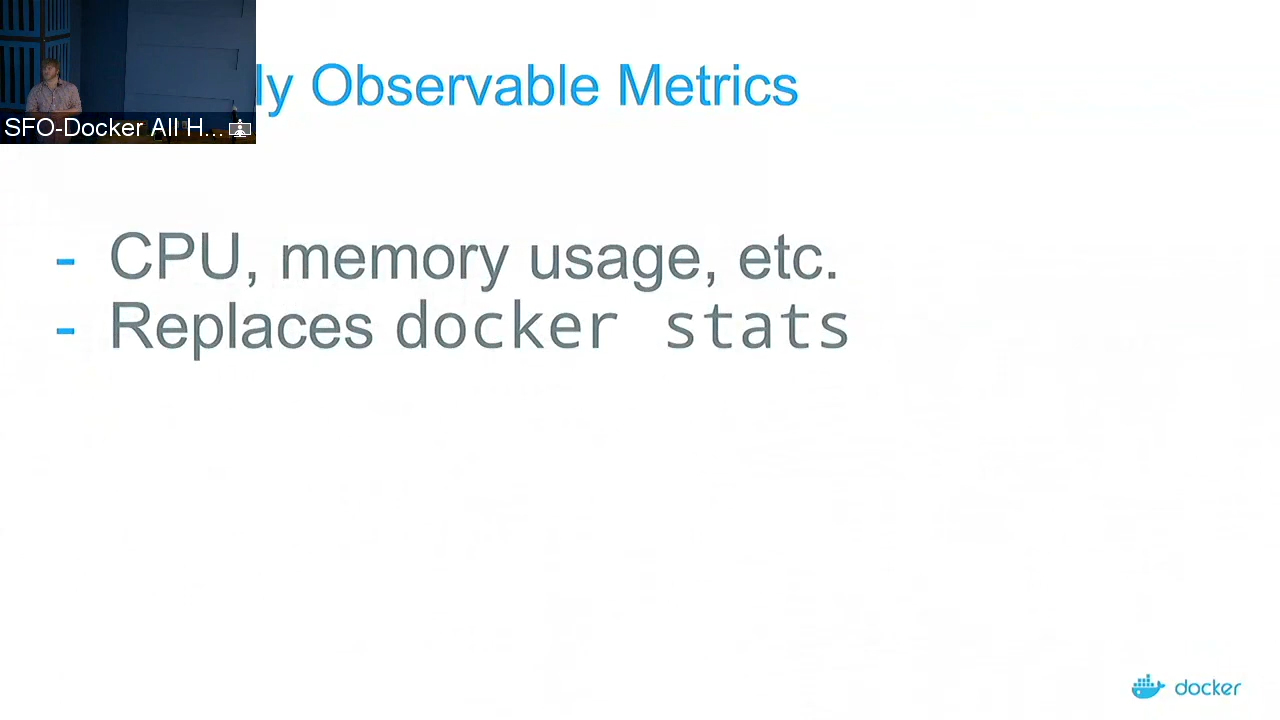 ly Observable Metrics
SFO-Docker All H...
- CPU, memory usage, etc.
- Replaces docker stats
docker